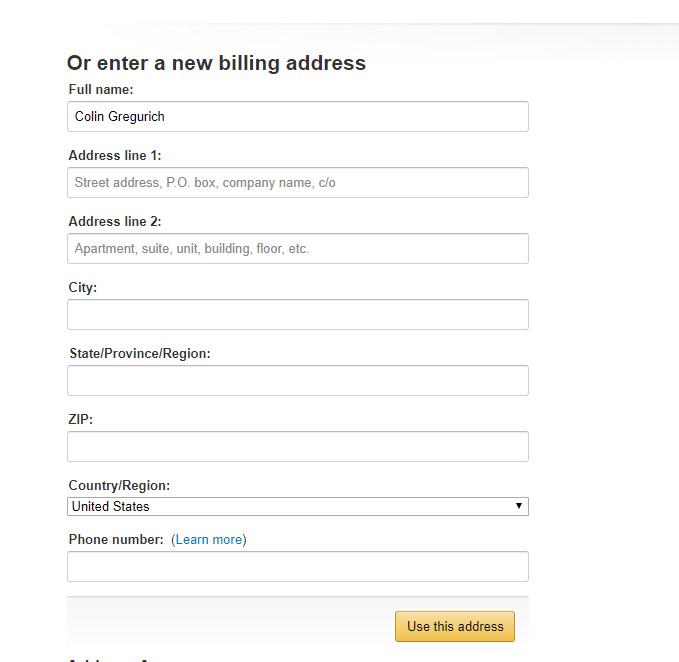 Or enter a new billing address
Full name:
Colin Gregurich
Address line 1:
Street address, P.O. box, company name, c/o
Address line 2:
Apartment, suite, unit, building, floor, etc.
City:
State/Province/Region:
ZIP:
Country/Region:
United States
Phone number: (Learn more)
Use this address